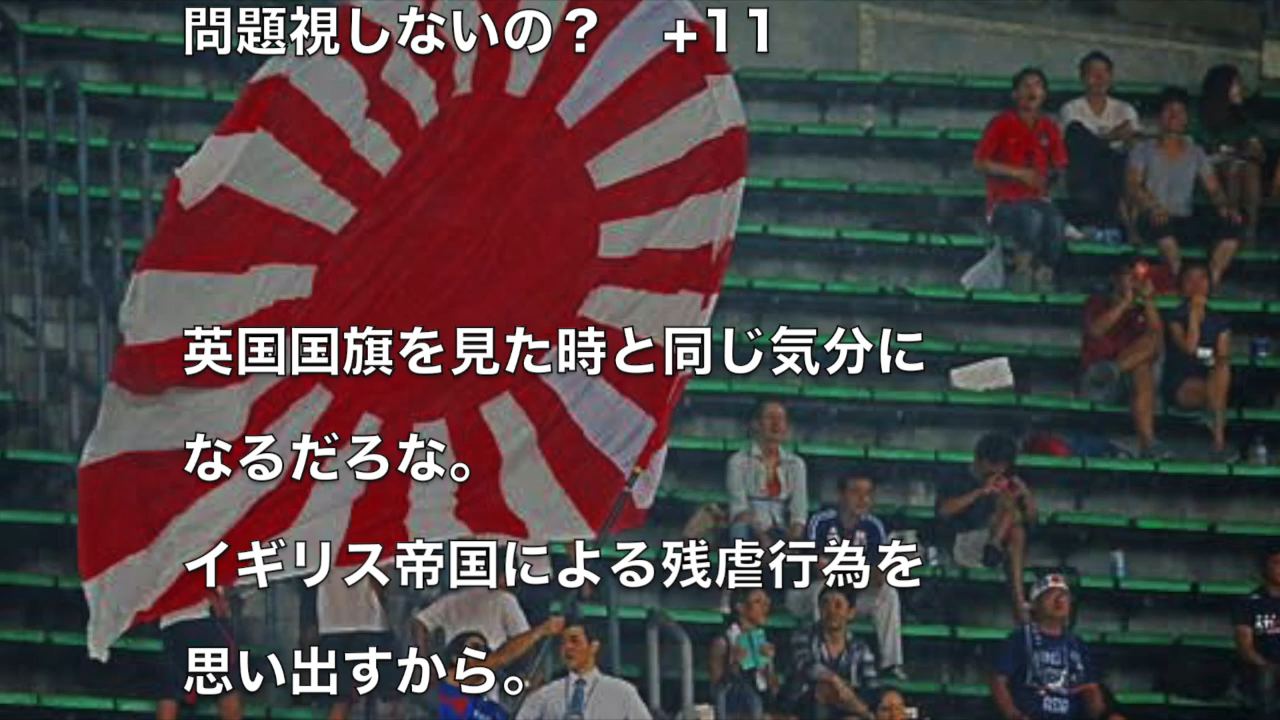 問題視しないの？　+11
英国国旗を見た時と同じ気分に
なるだろな。
イギリス帝国による残虐行為を
思い出すから。